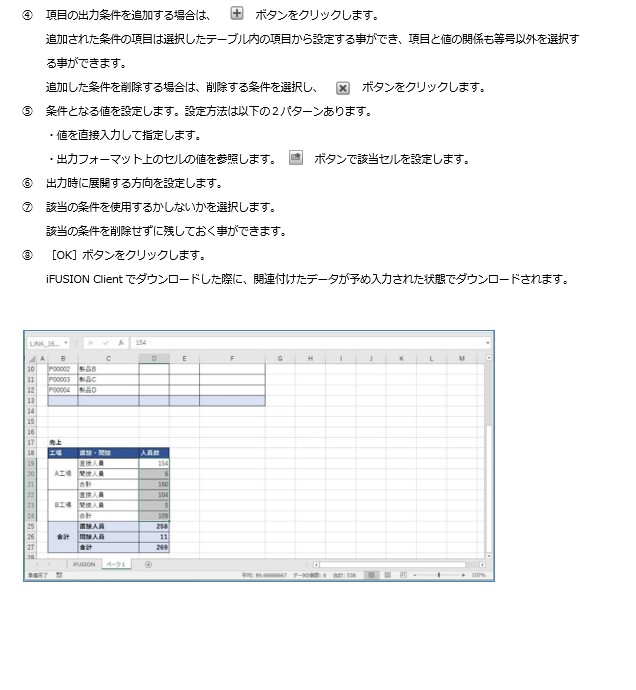 ④ 項目の出力条件を追加する場合は、 ボタンをクリックします。
追加された条件の項目は選択したテーブル内の項目から設定する事ができ、項目と値の関係も等号以外を選択す
る事ができます。
追加した条件を削除する場合は、削除する条件を選択し、 ボタンをクリックします。
⑤ 条件となる値を設定します。設定方法は以下の２パターンあります。
・値を直接入力して指定します。
・出力フォーマット上のセルの値を参照します。 ボタンで該当セルを設定します。
⑥ 出力時に展開する方向を設定します。
⑦ 該当の条件を使用するかしないかを選択します。
該当の条件を削除せずに残しておく事ができます。
⑧ ［OK］ボタンをクリックします。
iFUSION Client でダウンロードした際に、関連付けたデータが予め入力された状態でダウンロードされます。
LINK_16... fx 154
A B C D E F G H I J K L M
10 P00002 製品B
11 P00003 製品C
12 P00004 製品D
13
14
15
16
17 売上
18 工場 直接・間接 人員数
19 直接人員 154
20 A工場 間接人員 6
21 合計 160
22 直接人員 104
23 B工場 間接人員 5
24 合計 109
25 直接人員 258
26 合計 間接人員 11
27 合計 269
28
iFUSION ページ1
準備完了 平均: 89.66666667 データの個数: 6 合計: 538 100%